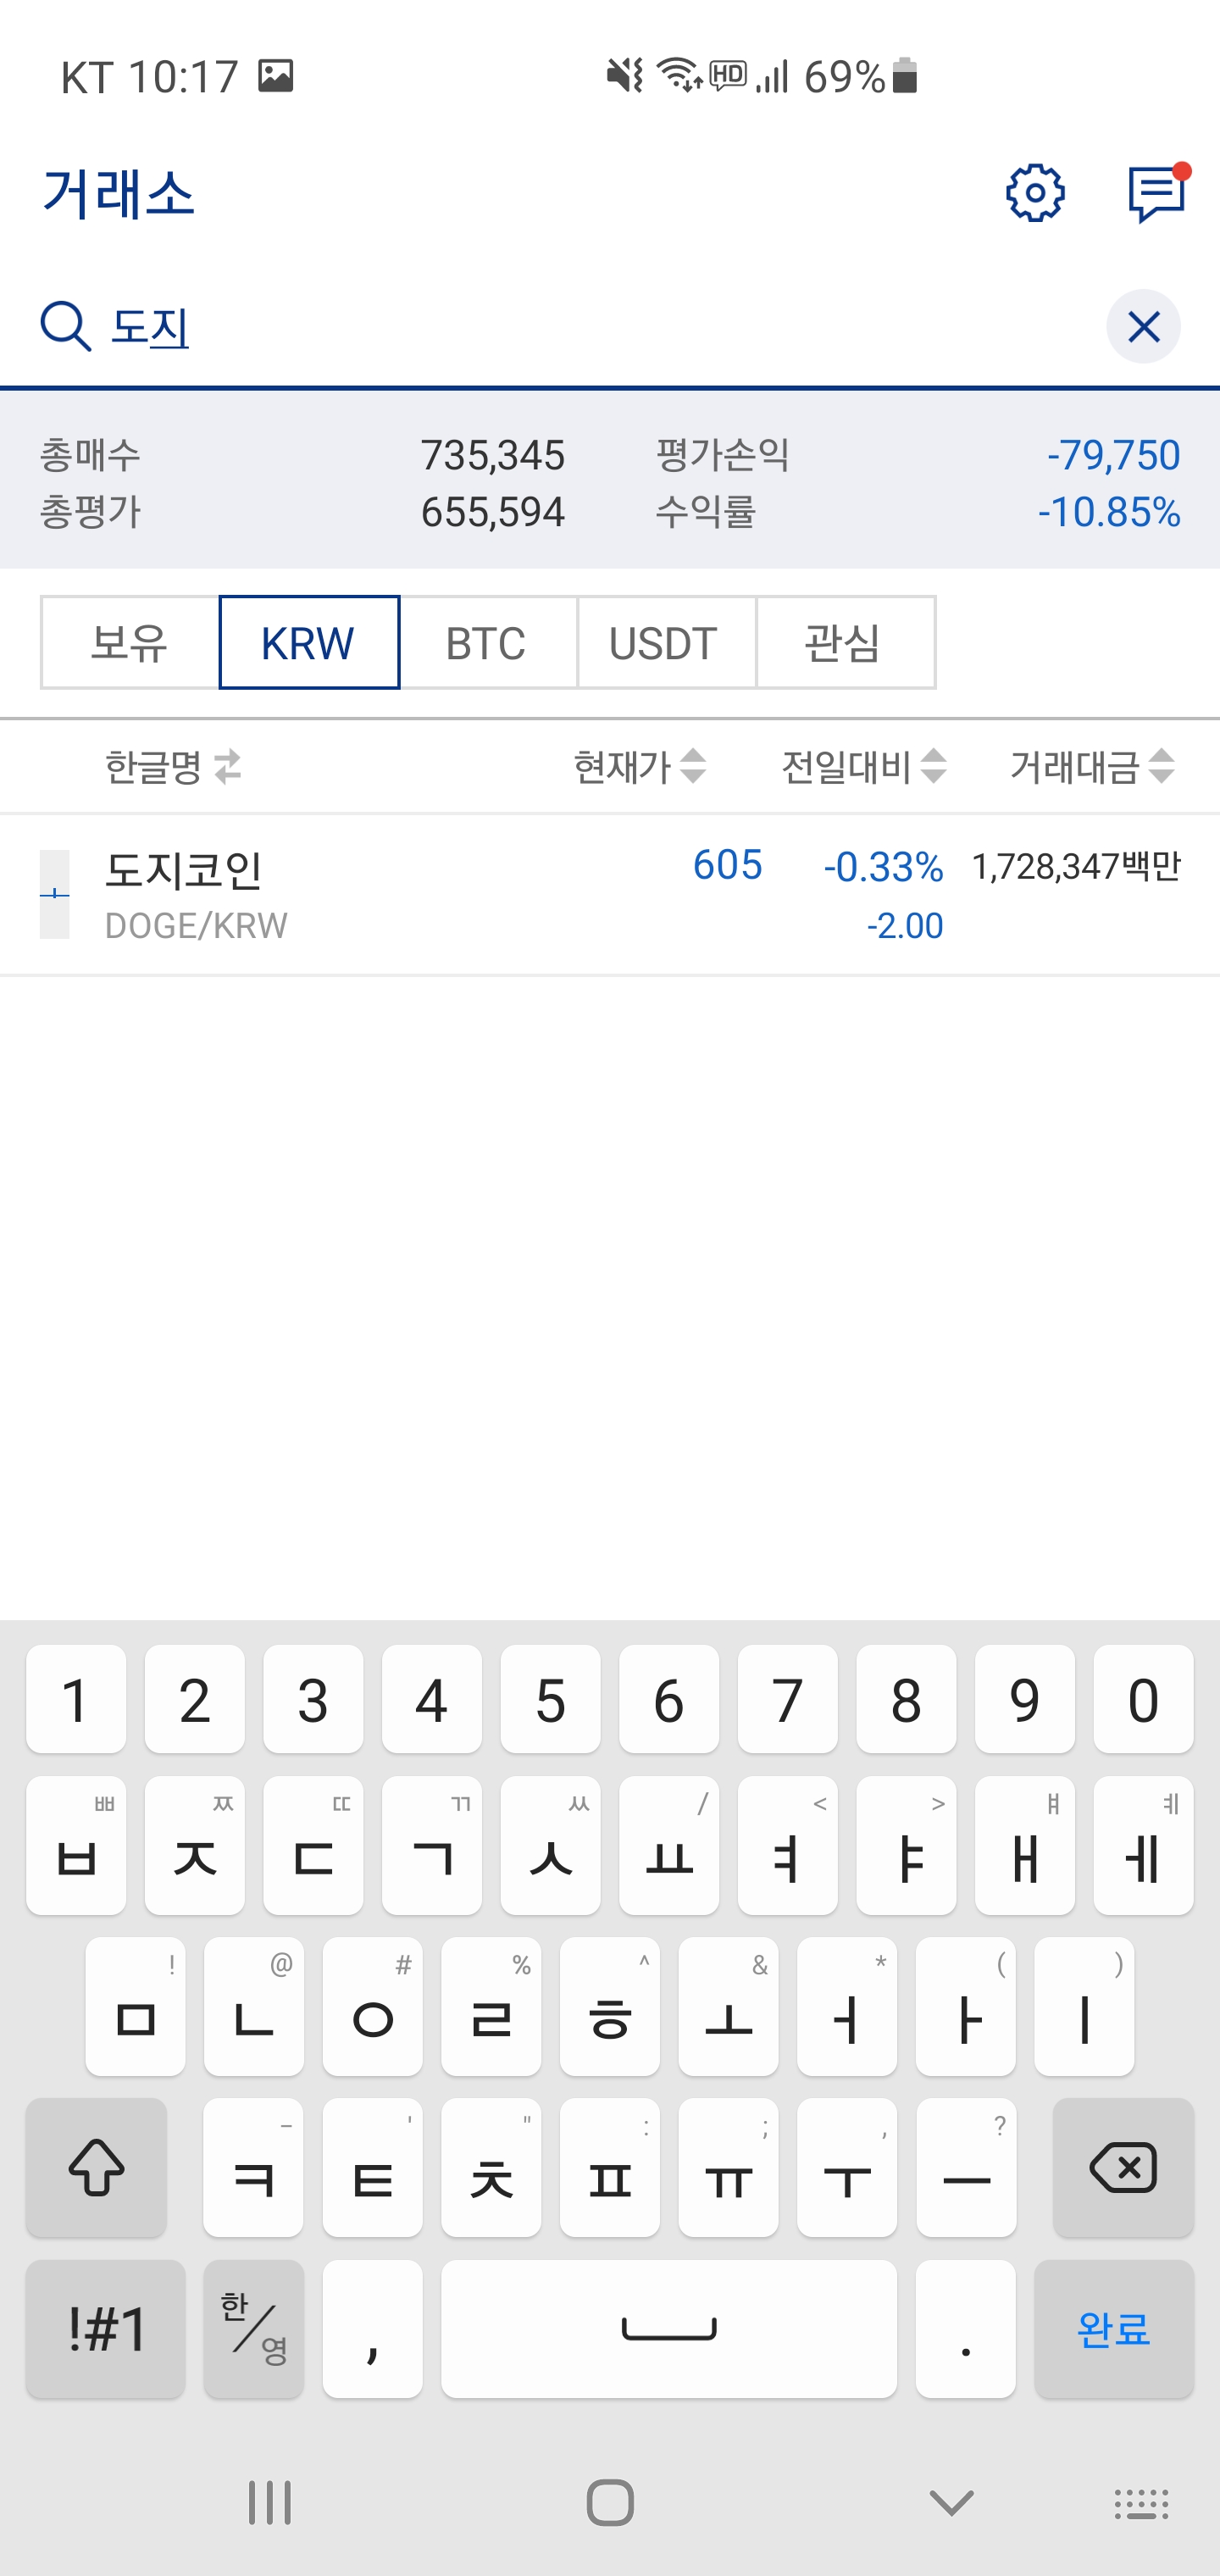 KT 10:17 HD 69%
거래소
도지
총매수 735,345 평가손익 -79,750
총평가 655,594 수익률 -10.85%
보유 KRW BTC USDT 관심
한글명 현재가 전일대비 거래대금
도지코인 605 -0.33% 1,728,347백만
DOGE/KRW -2.00
1 2 3 4 5 6 7 8 9 0
ㅃ ㅉ ㄸ ㄲ ㅆ / < > ㅒ ㅖ
ㅂ ㅈ ㄷ ㄱ ㅅ ㅛ ㅕ ㅑ ㅐ ㅔ
! @ # % ^ & * ( )
ㅁ ㄴ ㅇ ㄹ ㅎ ㅗ ㅓ ㅏ ㅣ
- ' " : ; , ?
ㅋ ㅌ ㅊ ㅍ ㅠ ㅜ ㅡ
!#1 한/영 , . 완료